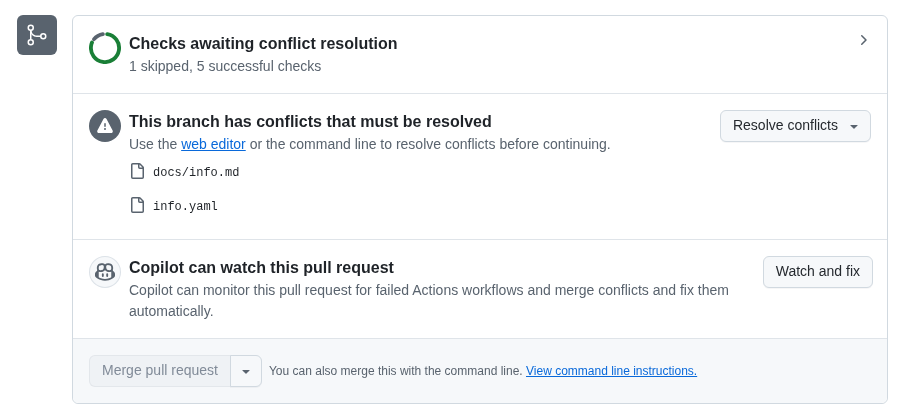 Checks awaiting conflict resolution
1 skipped, 5 successful checks
This branch has conflicts that must be resolved
Use the web editor or the command line to resolve conflicts before continuing.
Resolve conflicts
docs/info.md
info.yaml
Copilot can watch this pull request
Copilot can monitor this pull request for failed Actions workflows and merge conflicts and fix them
automatically.
Watch and fix
Merge pull request
You can also merge this with the command line. View command line instructions.